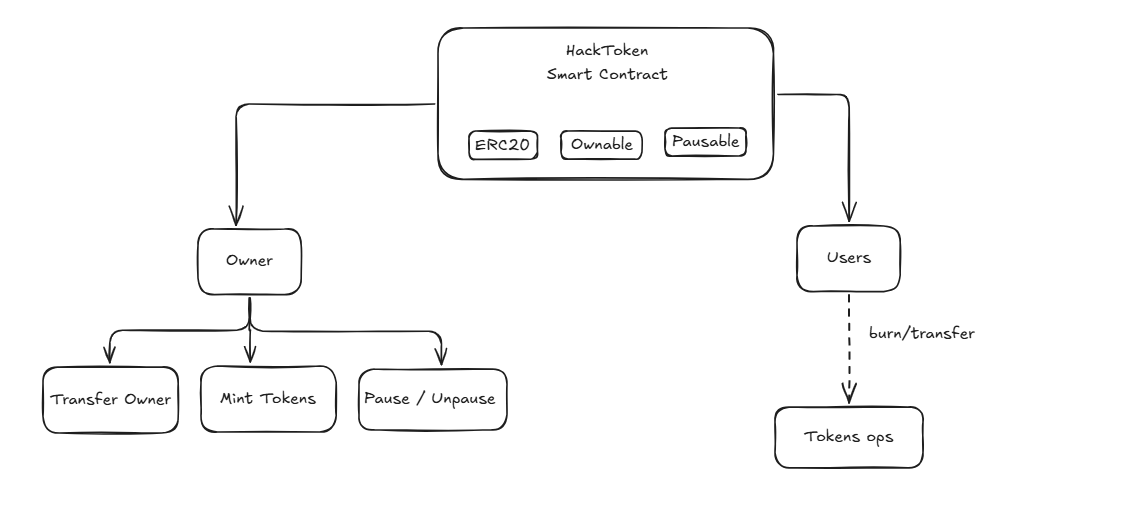 HackToken
Smart Contract
ERC20
Ownable
Pausable
Owner
Users
burn/transfer
Transfer Owner
Mint Tokens
Pause / Unpause
Tokens ops